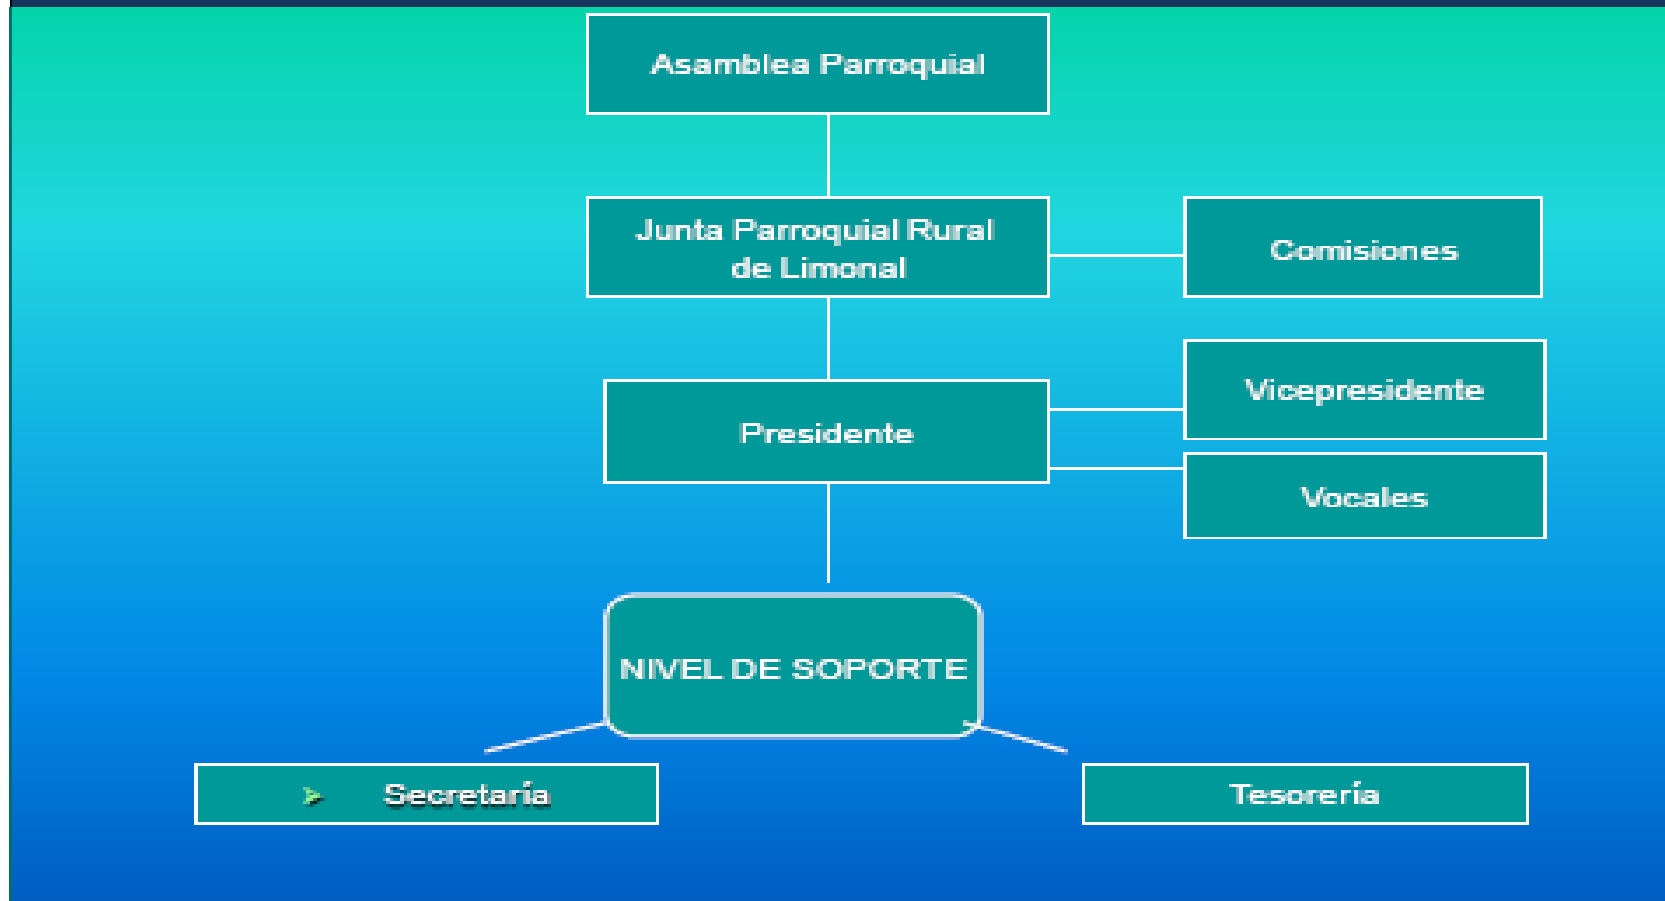 Asamblea Parroquial
Junta Parroquial Rural
de Limonal
Comisiones
Vicepresidente
Presidente
Vocales
NIVEL DE SOPORTE
Secretaría
Tesorería